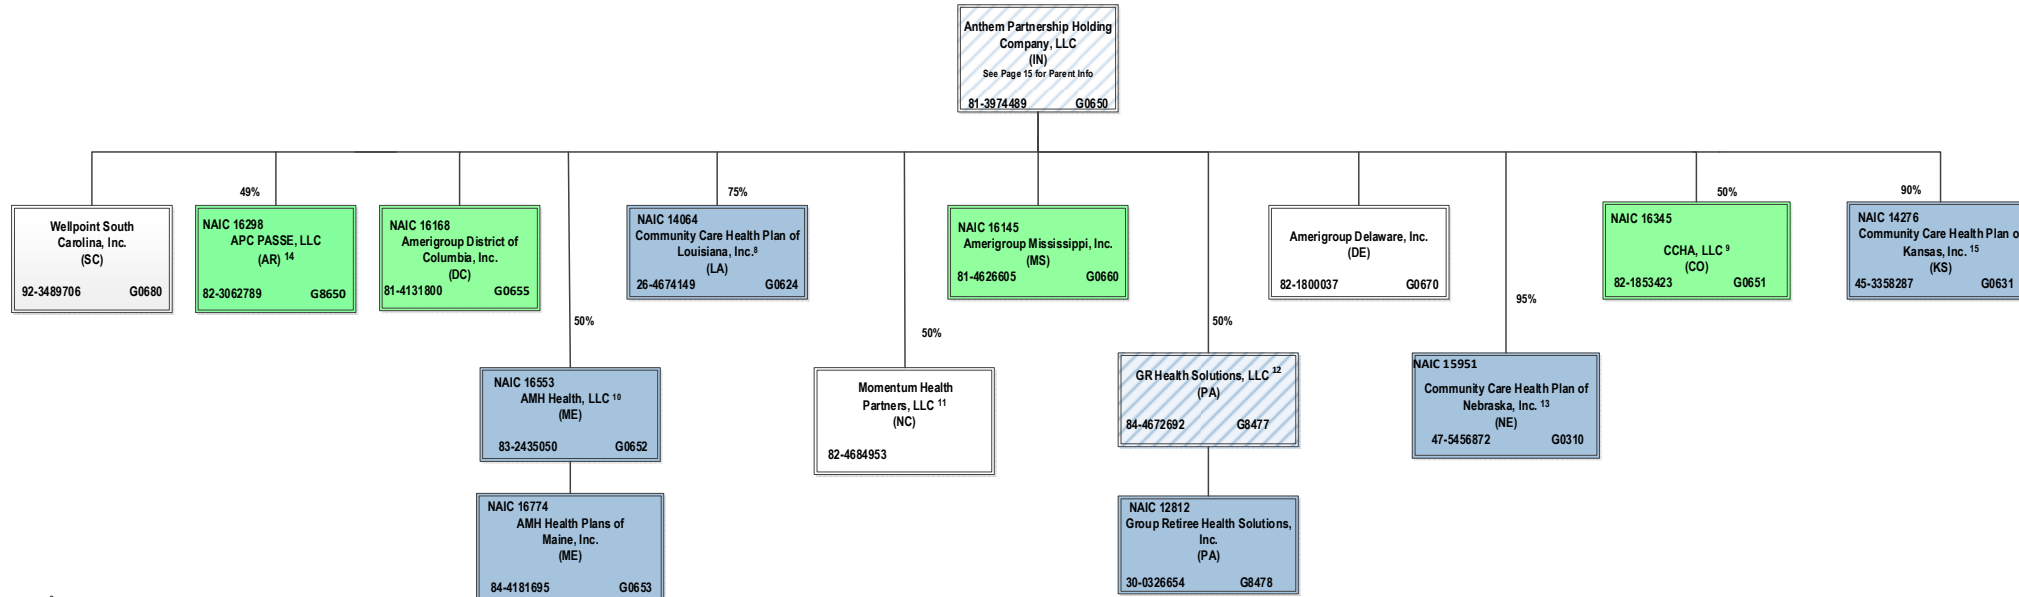 Anthem Partnership Holding
Company, LLC
(IN)
See Page 15 for Parent Info
81-3974489 G0650
49%
75%
50%
90%
Wellpoint South
Carolina, Inc.
(SC)
92-3489706 G0680
NAIC 16298
APC PASSE, LLC
(AR) 14
82-3062789 G8650
NAIC 16168
Amerigroup District of
Columbia, Inc.
(DC)
81-4131800 G0655
NAIC 14064
Community Care Health Plan of
Louisiana, Inc.8
(LA)
26-4674149 G0624
NAIC 16145
Amerigroup Mississippi, Inc.
(MS)
81-4626605 G0660
Amerigroup Delaware, Inc.
(DE)
82-1800037 G0670
NAIC 16345
CCHA, LLC 9
(CO)
82-1853423 G0651
NAIC 14276
Community Care Health Plan o
Kansas, Inc. 15
(KS)
45-3358287 G0631
50%
50%
50%
95%
NAIC 16553
AMH Health, LLC 10
(ME)
83-2435050 G0652
Momentum Health
Partners, LLC 11
(NC)
82-4684953
GR Health Solutions, LLC 12
(PA)
84-4672692 G8477
NAIC 15951
Community Care Health Plan of
Nebraska, Inc. 13
(NE)
47-5456872 G0310
NAIC 16774
AMH Health Plans of
Maine, Inc.
(ME)
84-4181695 G0653
NAIC 12812
Group Retiree Health Solutions,
Inc.
(PA)
30-0326654 G8478